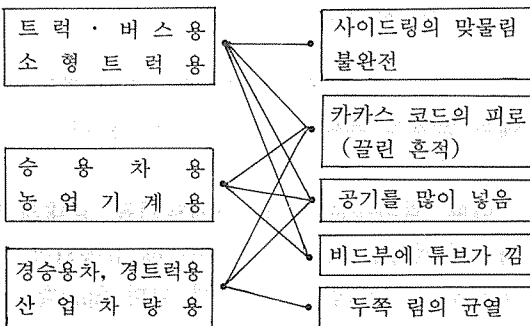 트럭·버스용
소형트럭용
승용차용
농업기계용
경승용차, 경트럭용
산업차량용
사이드링의 맞물림
불완전
카카스 코드의 피로
(끌린 흔적)
공기를 많이 넣음
비드부에 튜브가 낌
두쪽 림의 균열